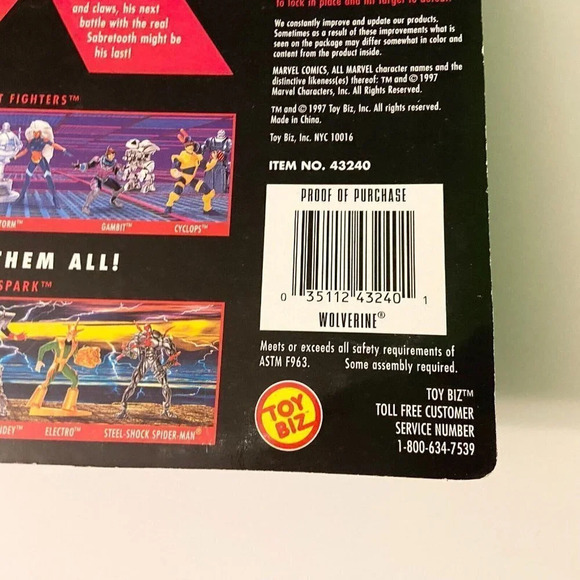 and claws, his next
battle with the real
Sabretooth might be
his last!
to lock in place and his target to
We constantly improve and update our products.
Sometimes as a result of these improvements what is
seen on the package may differ somewhat in color and
content from the product inside.
MARVEL COMICS, ALL MARVEL character names and the
distinctive likeness(es) thereof: TM and © 1997
Marvel Characters, Inc. All Rights Reserved.
TM and © 1997 Toy Biz, Inc. All rights reserved.
Made in China.
Toy Biz, Inc. NYC 10016
ITEM NO. 43240
T FIGHTERS™
TORM™
GAMBIT™
CYCLOPS™
HEM ALL!
SPARK™
IDEY™
ELECTRO™
STEEL-SHOCK SPIDER-MAN®
PROOF OF PURCHASE
0 35112 43240 1
WOLVERINE®
Meets or exceeds all safety requirements of
ASTM F963. Some assembly required.
TOY
BIZ
TOY BIZ™
TOLL FREE CUSTOMER
SERVICE NUMBER
1-800-634-7539